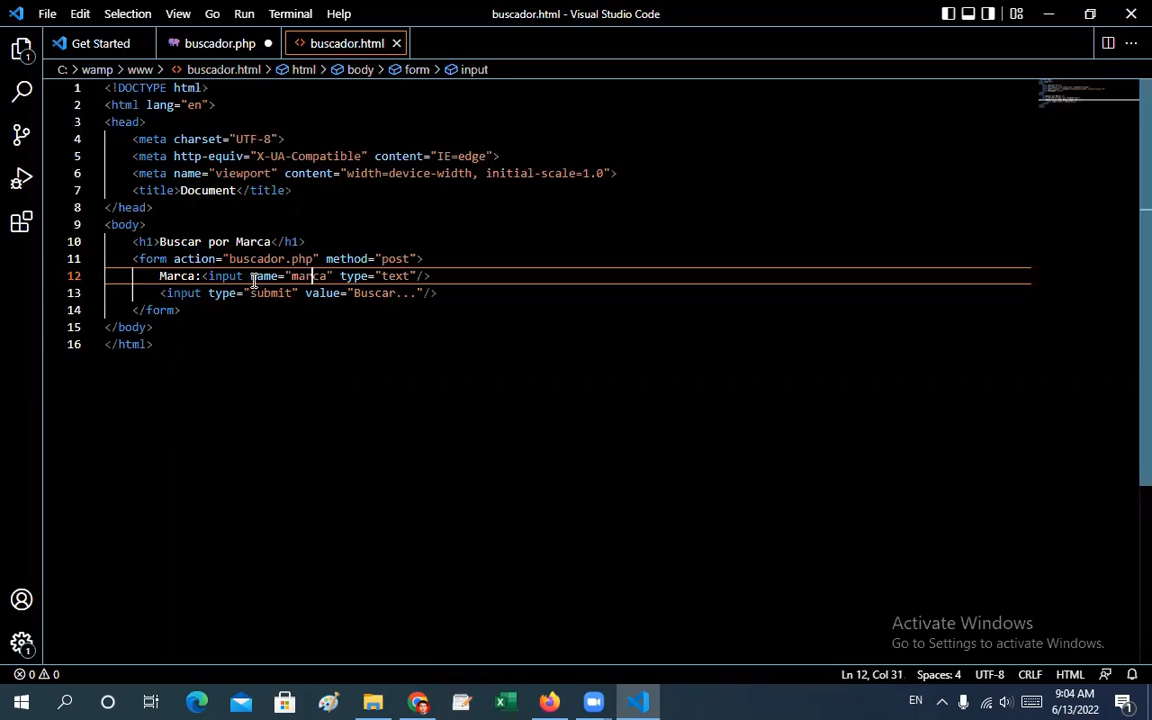 File Edit Selection View Go Run Terminal Help buscador.html - Visual Studio Code
Get Started buscador.php buscador.html
C: > wamp > www > buscador.html > html > body > form > input
1 <!DOCTYPE html>
2 <html lang="en">
3 <head>
4 <meta charset="UTF-8">
5 <meta http-equiv="X-UA-Compatible" content="IE=edge">
6 <meta name="viewport" content="width=device-width, initial-scale=1.0">
7 <title>Document</title>
8 </head>
9 <body>
10 <h1>Buscar por Marca</h1>
11 <form action="buscador.php" method="post">
12 Marca:<input name="marca" type="text"/>
13 <input type="submit" value="Buscar..."/>
14 </form>
15 </body>
16 </html>
1
1
Activate Windows
Go to Settings to activate Windows.
0 0 Ln 12, Col 31 Spaces: 4 UTF-8 CRLF HTML
EN 9:04 AM
6/13/2022 1